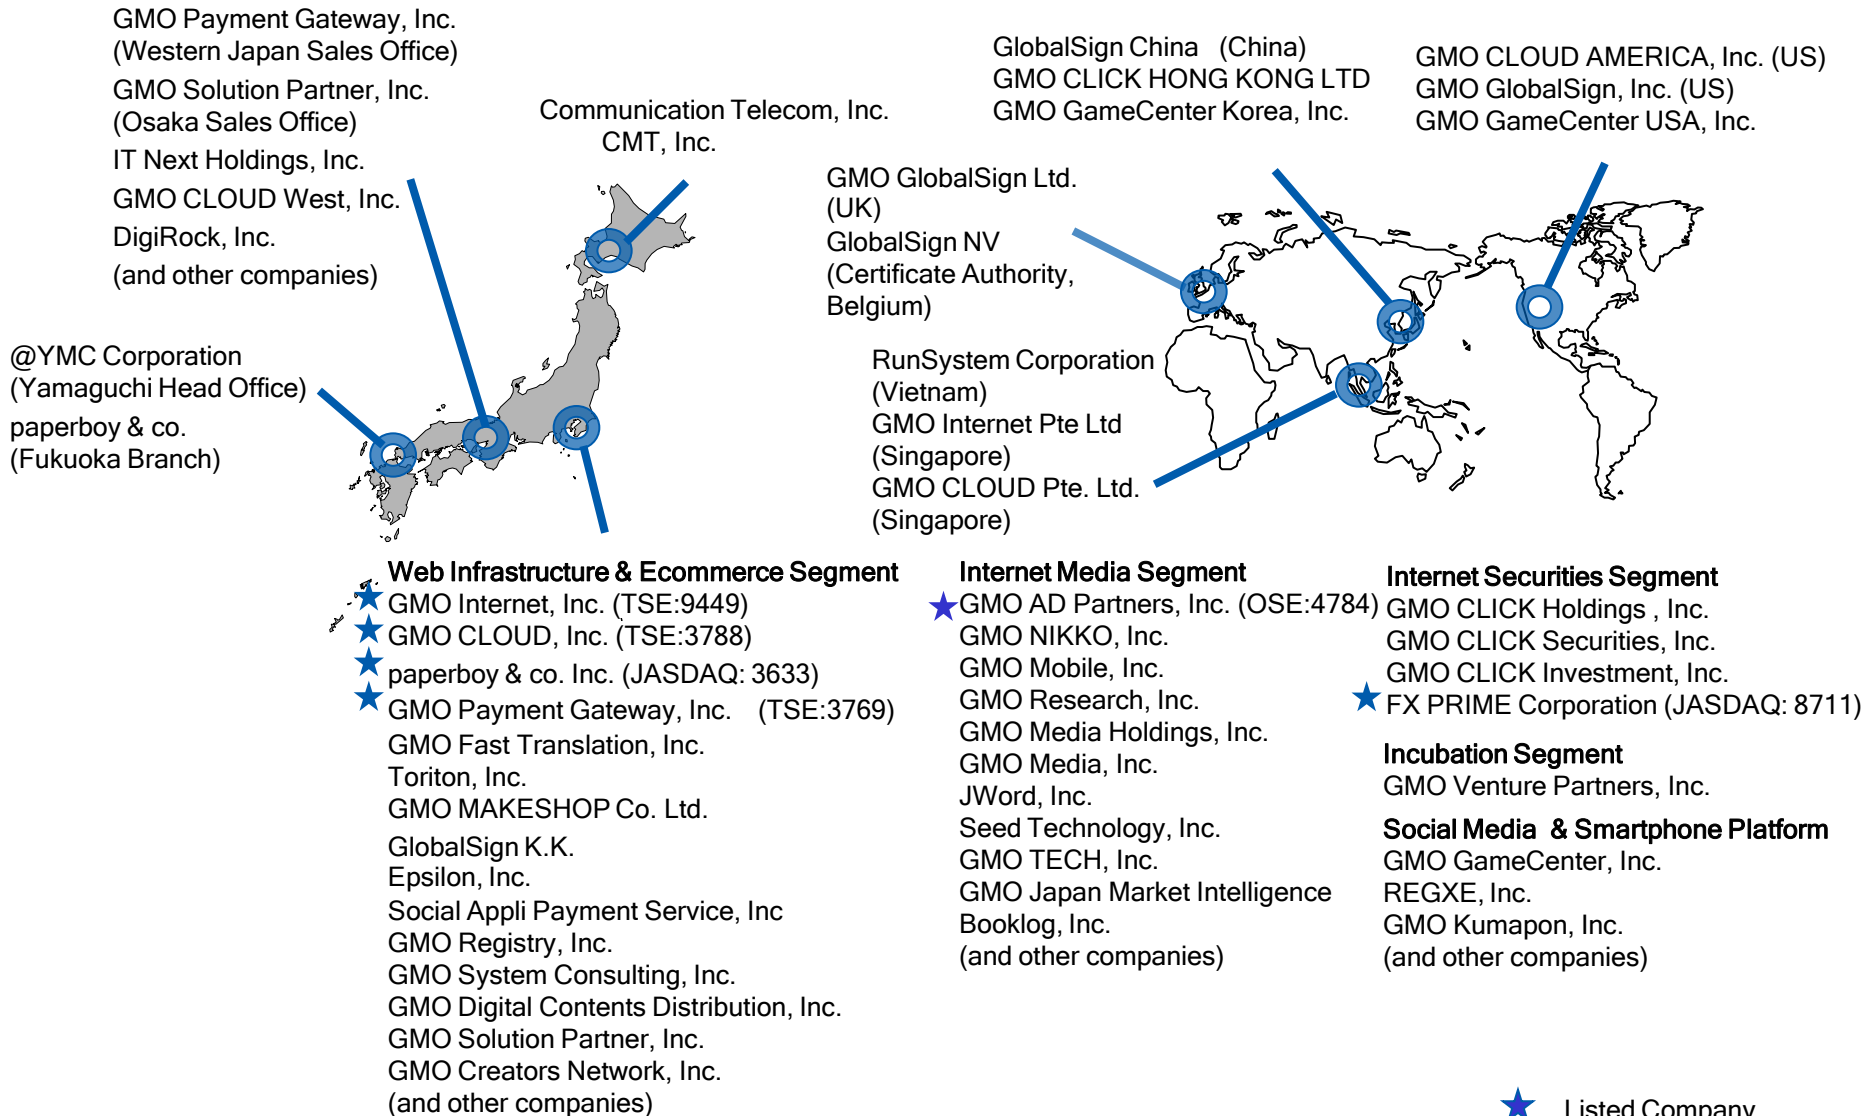 GMO Payment Gateway, Inc.
(Western Japan Sales Office)
GMO Solution Partner, Inc.
(Osaka Sales Office)
IT Next Holdings, Inc.
GMO CLOUD West, Inc.
DigiRock, Inc.
(and other companies)
Communication Telecom, Inc.
CMT, Inc.
GlobalSign China (China)
GMO CLICK HONG KONG LTD
GMO GameCenter Korea, Inc.
GMO CLOUD AMERICA, Inc. (US)
GMO GlobalSign, Inc. (US)
GMO GameCenter USA, Inc.
GMO GlobalSign Ltd.
(UK)
GlobalSign NV
(Certificate Authority,
Belgium)
@YMC Corporation
(Yamaguchi Head Office)
paperboy & co.
(Fukuoka Branch)
RunSystem Corporation
(Vietnam)
GMO Internet Pte Ltd
(Singapore)
GMO CLOUD Pte. Ltd.
(Singapore)
Web Infrastructure & Ecommerce Segment
GMO Internet, Inc. (TSE:9449)
GMO CLOUD, Inc. (TSE:3788)
paperboy & co. Inc. (JASDAQ: 3633)
GMO Payment Gateway, Inc. (TSE:3769)
GMO Fast Translation, Inc.
Toriton, Inc.
GMO MAKESHOP Co. Ltd.
GlobalSign K.K.
Epsilon, Inc.
Social Appli Payment Service, Inc
GMO Registry, Inc.
GMO System Consulting, Inc.
GMO Digital Contents Distribution, Inc.
GMO Solution Partner, Inc.
GMO Creators Network, Inc.
(and other companies)
Internet Media Segment
GMO AD Partners, Inc. (OSE:4784)
GMO NIKKO, Inc.
GMO Mobile, Inc.
GMO Research, Inc.
GMO Media Holdings, Inc.
GMO Media, Inc.
JWord, Inc.
Seed Technology, Inc.
GMO TECH, Inc.
GMO Japan Market Intelligence
Booklog, Inc.
(and other companies)
Internet Securities Segment
GMO CLICK Holdings , Inc.
GMO CLICK Securities, Inc.
GMO CLICK Investment, Inc.
FX PRIME Corporation (JASDAQ: 8711)
Incubation Segment
GMO Venture Partners, Inc.
Social Media & Smartphone Platform
GMO GameCenter, Inc.
REGXE, Inc.
GMO Kumapon, Inc.
(and other companies)
Listed Company